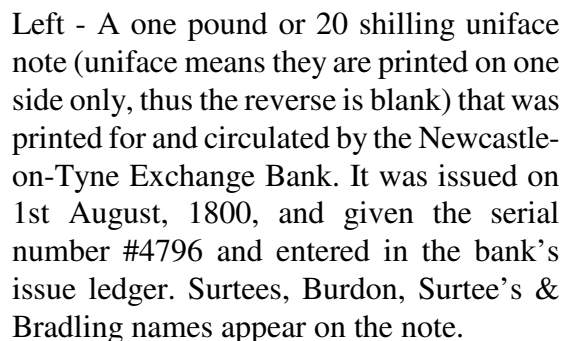 Left - A one pound or 20 shilling uniface
note (uniface means they are printed on one
side only, thus the reverse is blank) that was
printed for and circulated by the Newcastle-
on-Tyne Exchange Bank. It was issued on
1st August, 1800, and given the serial
number #4796 and entered in the bank's
issue ledger. Surtees, Burdon, Surtee's &
Bradling names appear on the note.